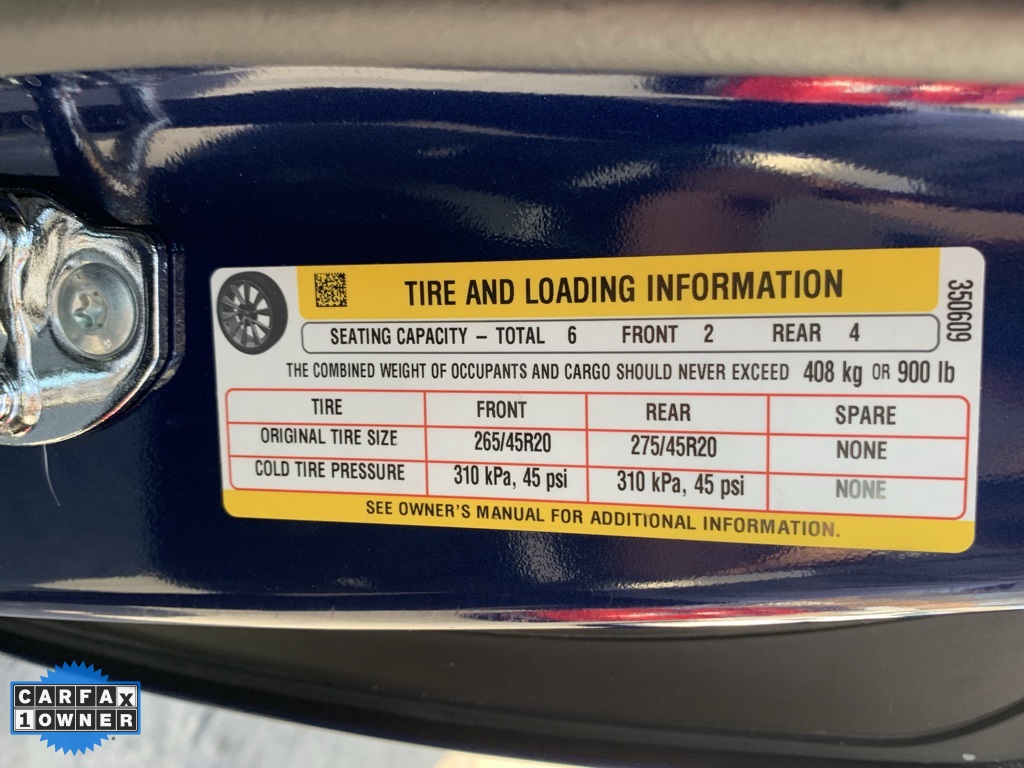 TIRE AND LOADING INFORMATION
350609
SEATING CAPACITY – TOTAL 6 FRONT 2 REAR 4
THE COMBINED WEIGHT OF OCCUPANTS AND CARGO SHOULD NEVER EXCEED 408 kg OR 900 lb
TIRE FRONT REAR SPARE
ORIGINAL TIRE SIZE 265/45R20 275/45R20 NONE
COLD TIRE PRESSURE 310 kPa, 45 psi 310 kPa, 45 psi NONE
SEE OWNER'S MANUAL FOR ADDITIONAL INFORMATION.
CARFAX
1 OWNER